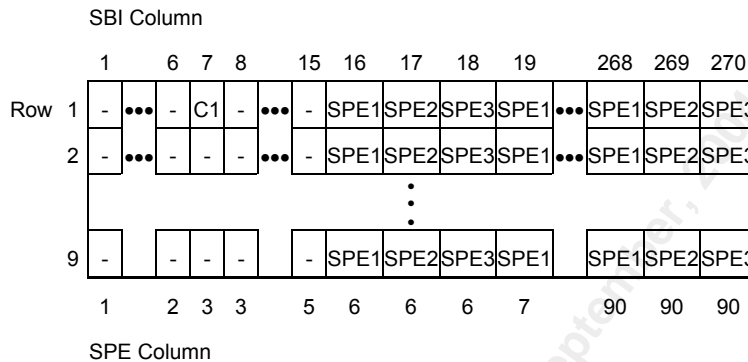 SBI Column
1 6 7 8 15 16 17 18 19 268 269 270
Row 1 - ••• - C1 - ••• - SPE1 SPE2 SPE3 SPE1 ••• SPE1 SPE2 SPE3
2 - ••• - - - ••• - SPE1 SPE2 SPE3 SPE1 ••• SPE1 SPE2 SPE3
9 - - - - - SPE1 SPE2 SPE3 SPE1 SPE1 SPE2 SPE3
1 2 3 3 5 6 6 6 7 90 90 90
SPE Column